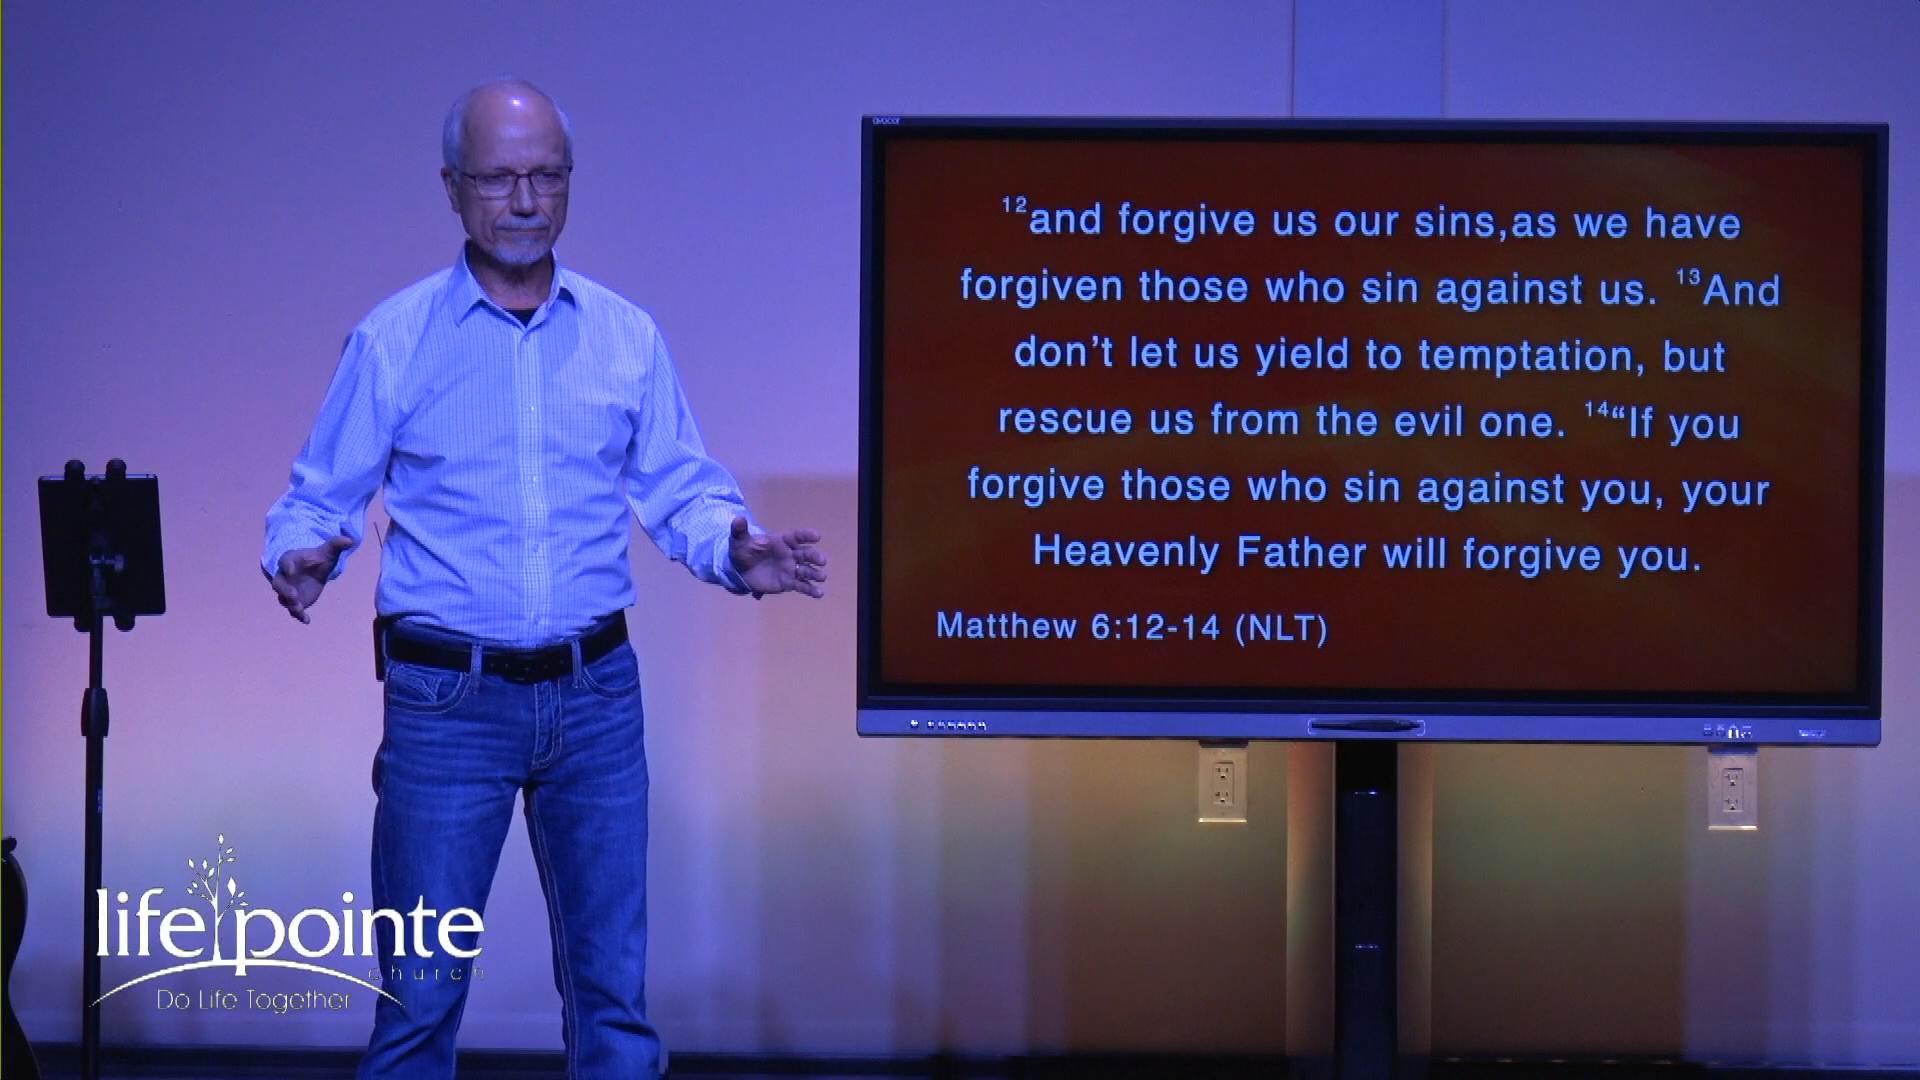 avocor
¹²and forgive us our sins,as we have
forgiven those who sin against us. ¹³And
don’t let us yield to temptation, but
rescue us from the evil one. ¹⁴“If you
forgive those who sin against you, your
Heavenly Father will forgive you.
Matthew 6:12-14 (NLT)
life pointe
church
Do Life Together